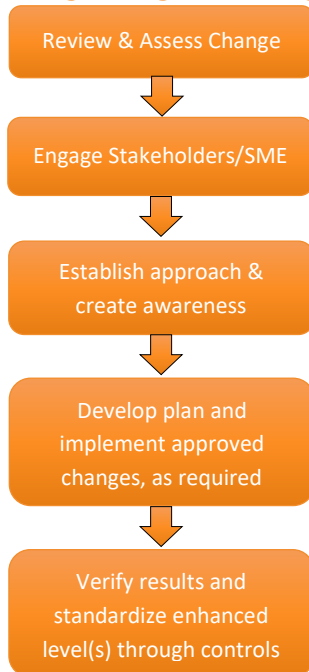 Review & Assess Change
Engage Stakeholders/SME
Establish approach &
create awareness
Develop plan and
implement approved
changes, as required
Verify results and
standardize enhanced
level(s) through controls